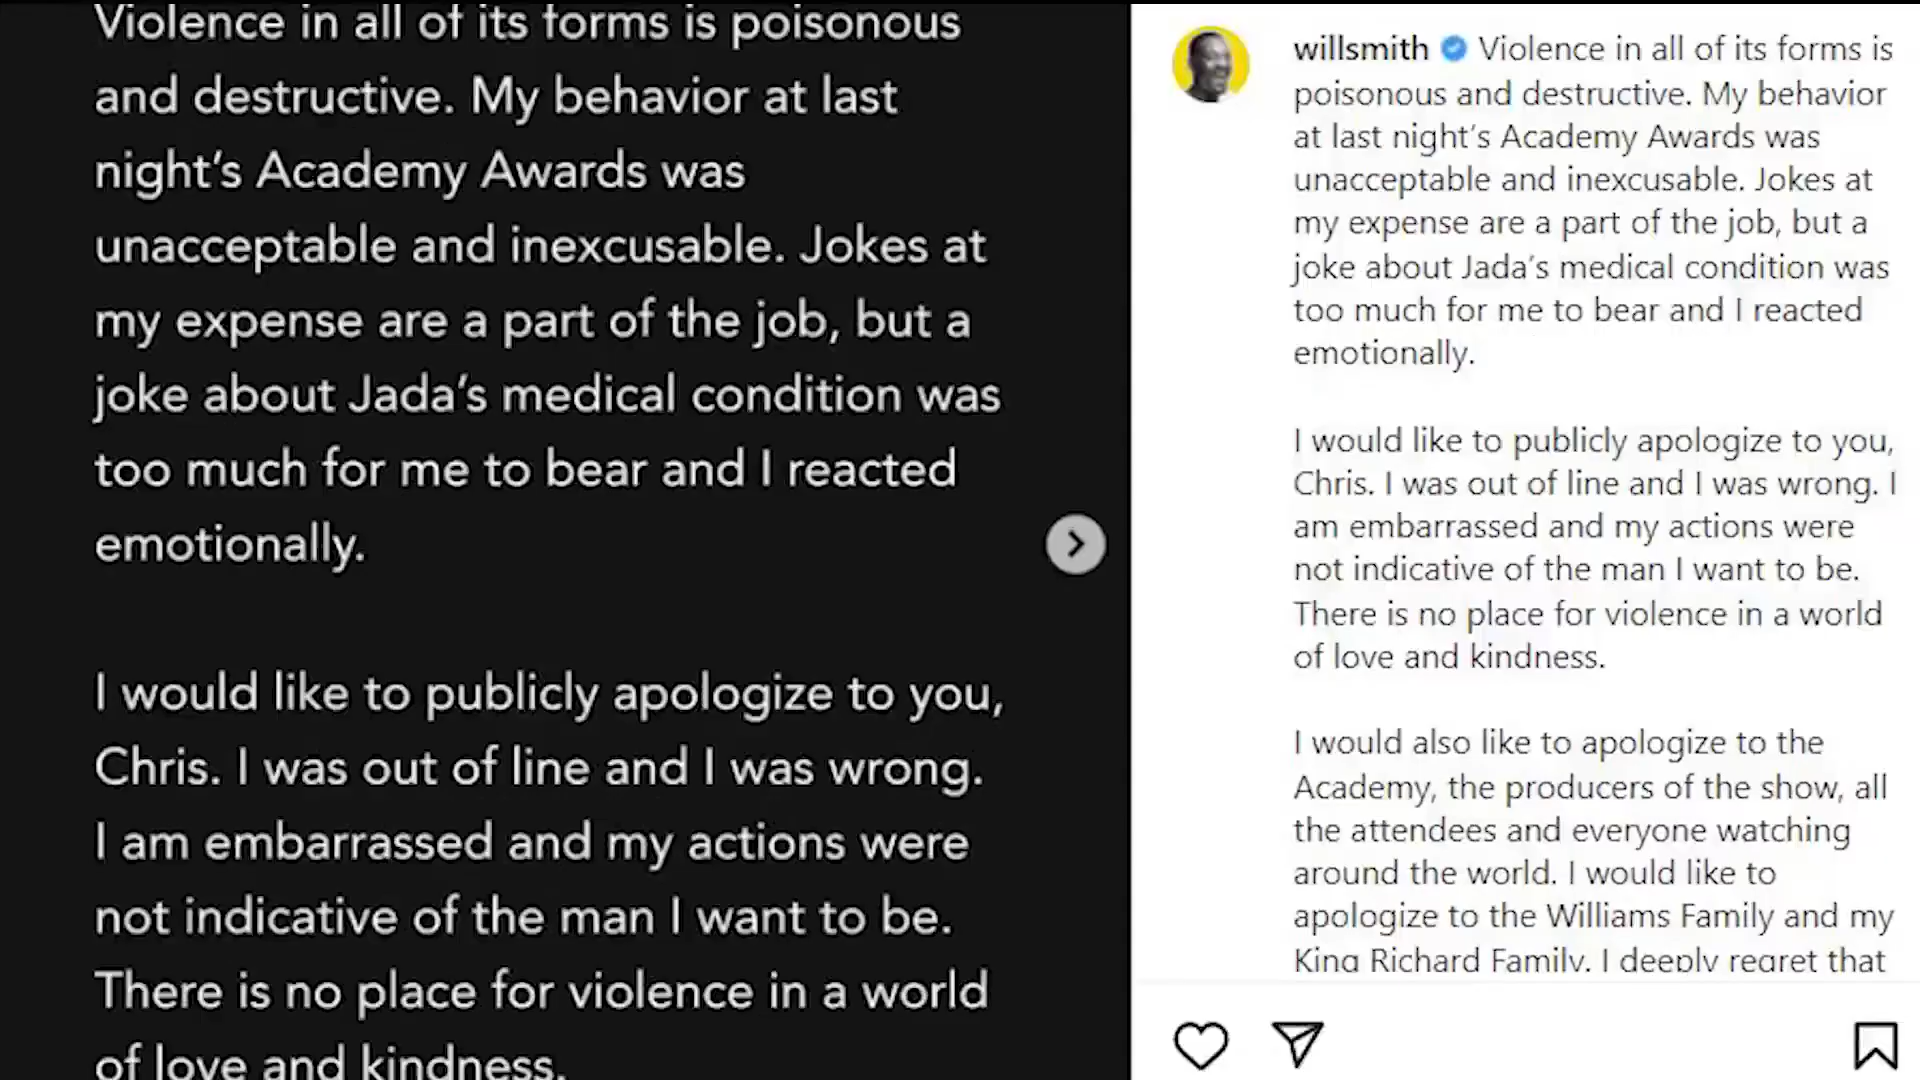 Violence in all of its forms is poisonous
and destructive. My behavior at last
night’s Academy Awards was
unacceptable and inexcusable. Jokes at
my expense are a part of the job, but a
joke about Jada’s medical condition was
too much for me to bear and I reacted
emotionally.
I would like to publicly apologize to you,
Chris. I was out of line and I was wrong.
I am embarrassed and my actions were
not indicative of the man I want to be.
There is no place for violence in a world
of love and kindness.
willsmith Violence in all of its forms is
poisonous and destructive. My behavior
at last night’s Academy Awards was
unacceptable and inexcusable. Jokes at
my expense are a part of the job, but a
joke about Jada’s medical condition was
too much for me to bear and I reacted
emotionally.
I would like to publicly apologize to you,
Chris. I was out of line and I was wrong. I
am embarrassed and my actions were
not indicative of the man I want to be.
There is no place for violence in a world
of love and kindness.
I would also like to apologize to the
Academy, the producers of the show, all
the attendees and everyone watching
around the world. I would like to
apologize to the Williams Family and my
King Richard Family. I deeply regret that